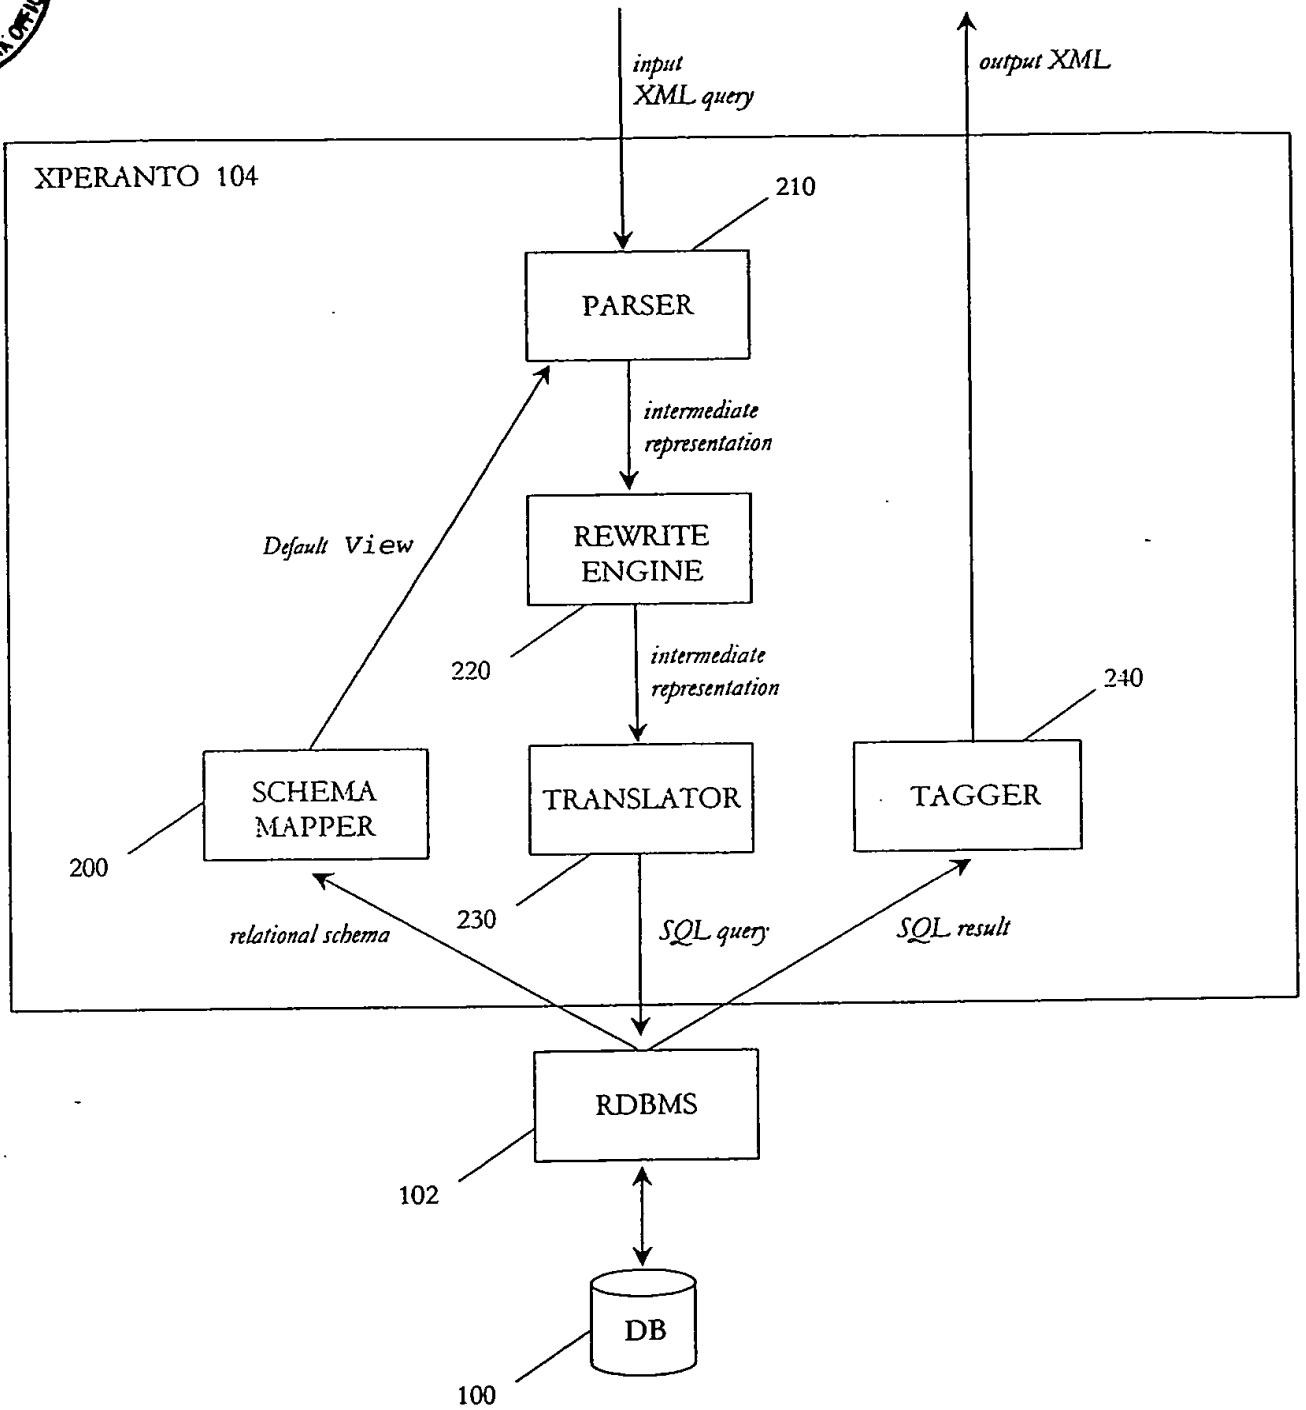 input
XML query
output XML
XPERANTO 104
210
PARSER
intermediate
representation
Default View
REWRITE
ENGINE
220
intermediate
representation
240
SCHEMA
MAPPER
TRANSLATOR
TAGGER
200
230
relational schema
SQL query
SQL result
RDBMS
102
DB
100